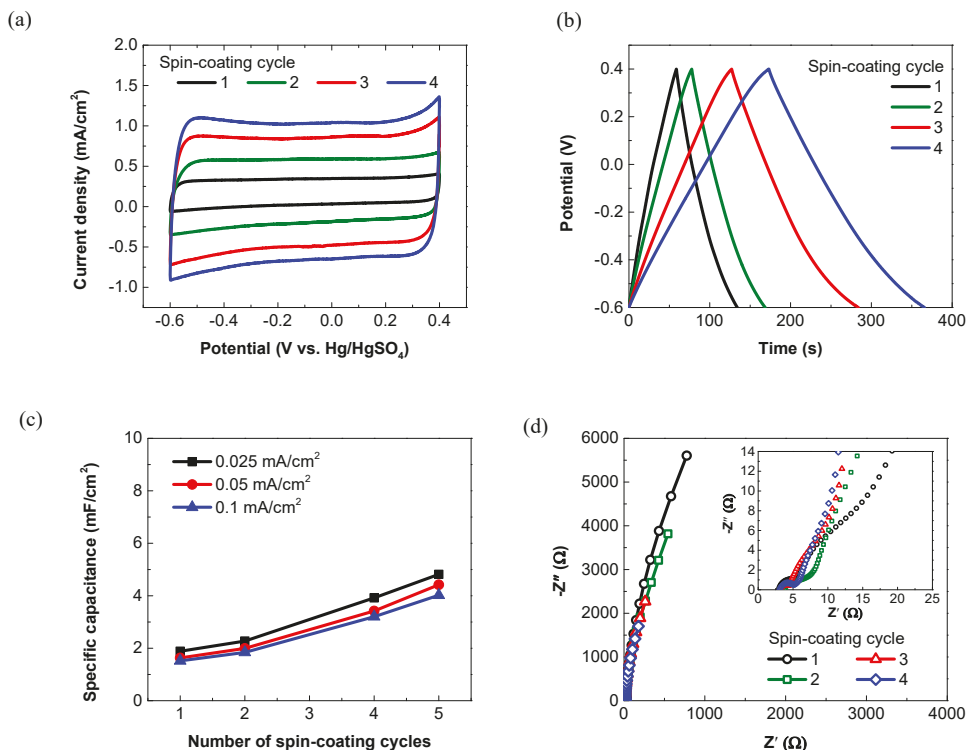 (a)
Spin-coating cycle
1 2 3 4
2.0
1.5
1.0
0.5
0.0
-0.5
-1.0
Current density (mA/cm²)
-0.6 -0.4 -0.2 0.0 0.2 0.4
Potential (V vs. Hg/HgSO₄)
(b)
Spin-coating cycle
1
2
3
4
0.4
0.2
0.0
-0.2
-0.4
-0.6
Potential (V)
0 100 200 300 400
Time (s)
(c)
0.025 mA/cm²
0.05 mA/cm²
0.1 mA/cm²
10
8
6
4
2
0
Specific capacitance (mF/cm²)
1 2 3 4 5
Number of spin-coating cycles
(d)
6000
5000
4000
3000
2000
1000
0
-Z″ (Ω)
14
12
10
8
6
4
2
0
-Z″ (Ω)
0 5 10 15 20 25
Z′ (Ω)
Spin-coating cycle
1 3
2 4
0 1000 2000 3000 4000
Z′ (Ω)